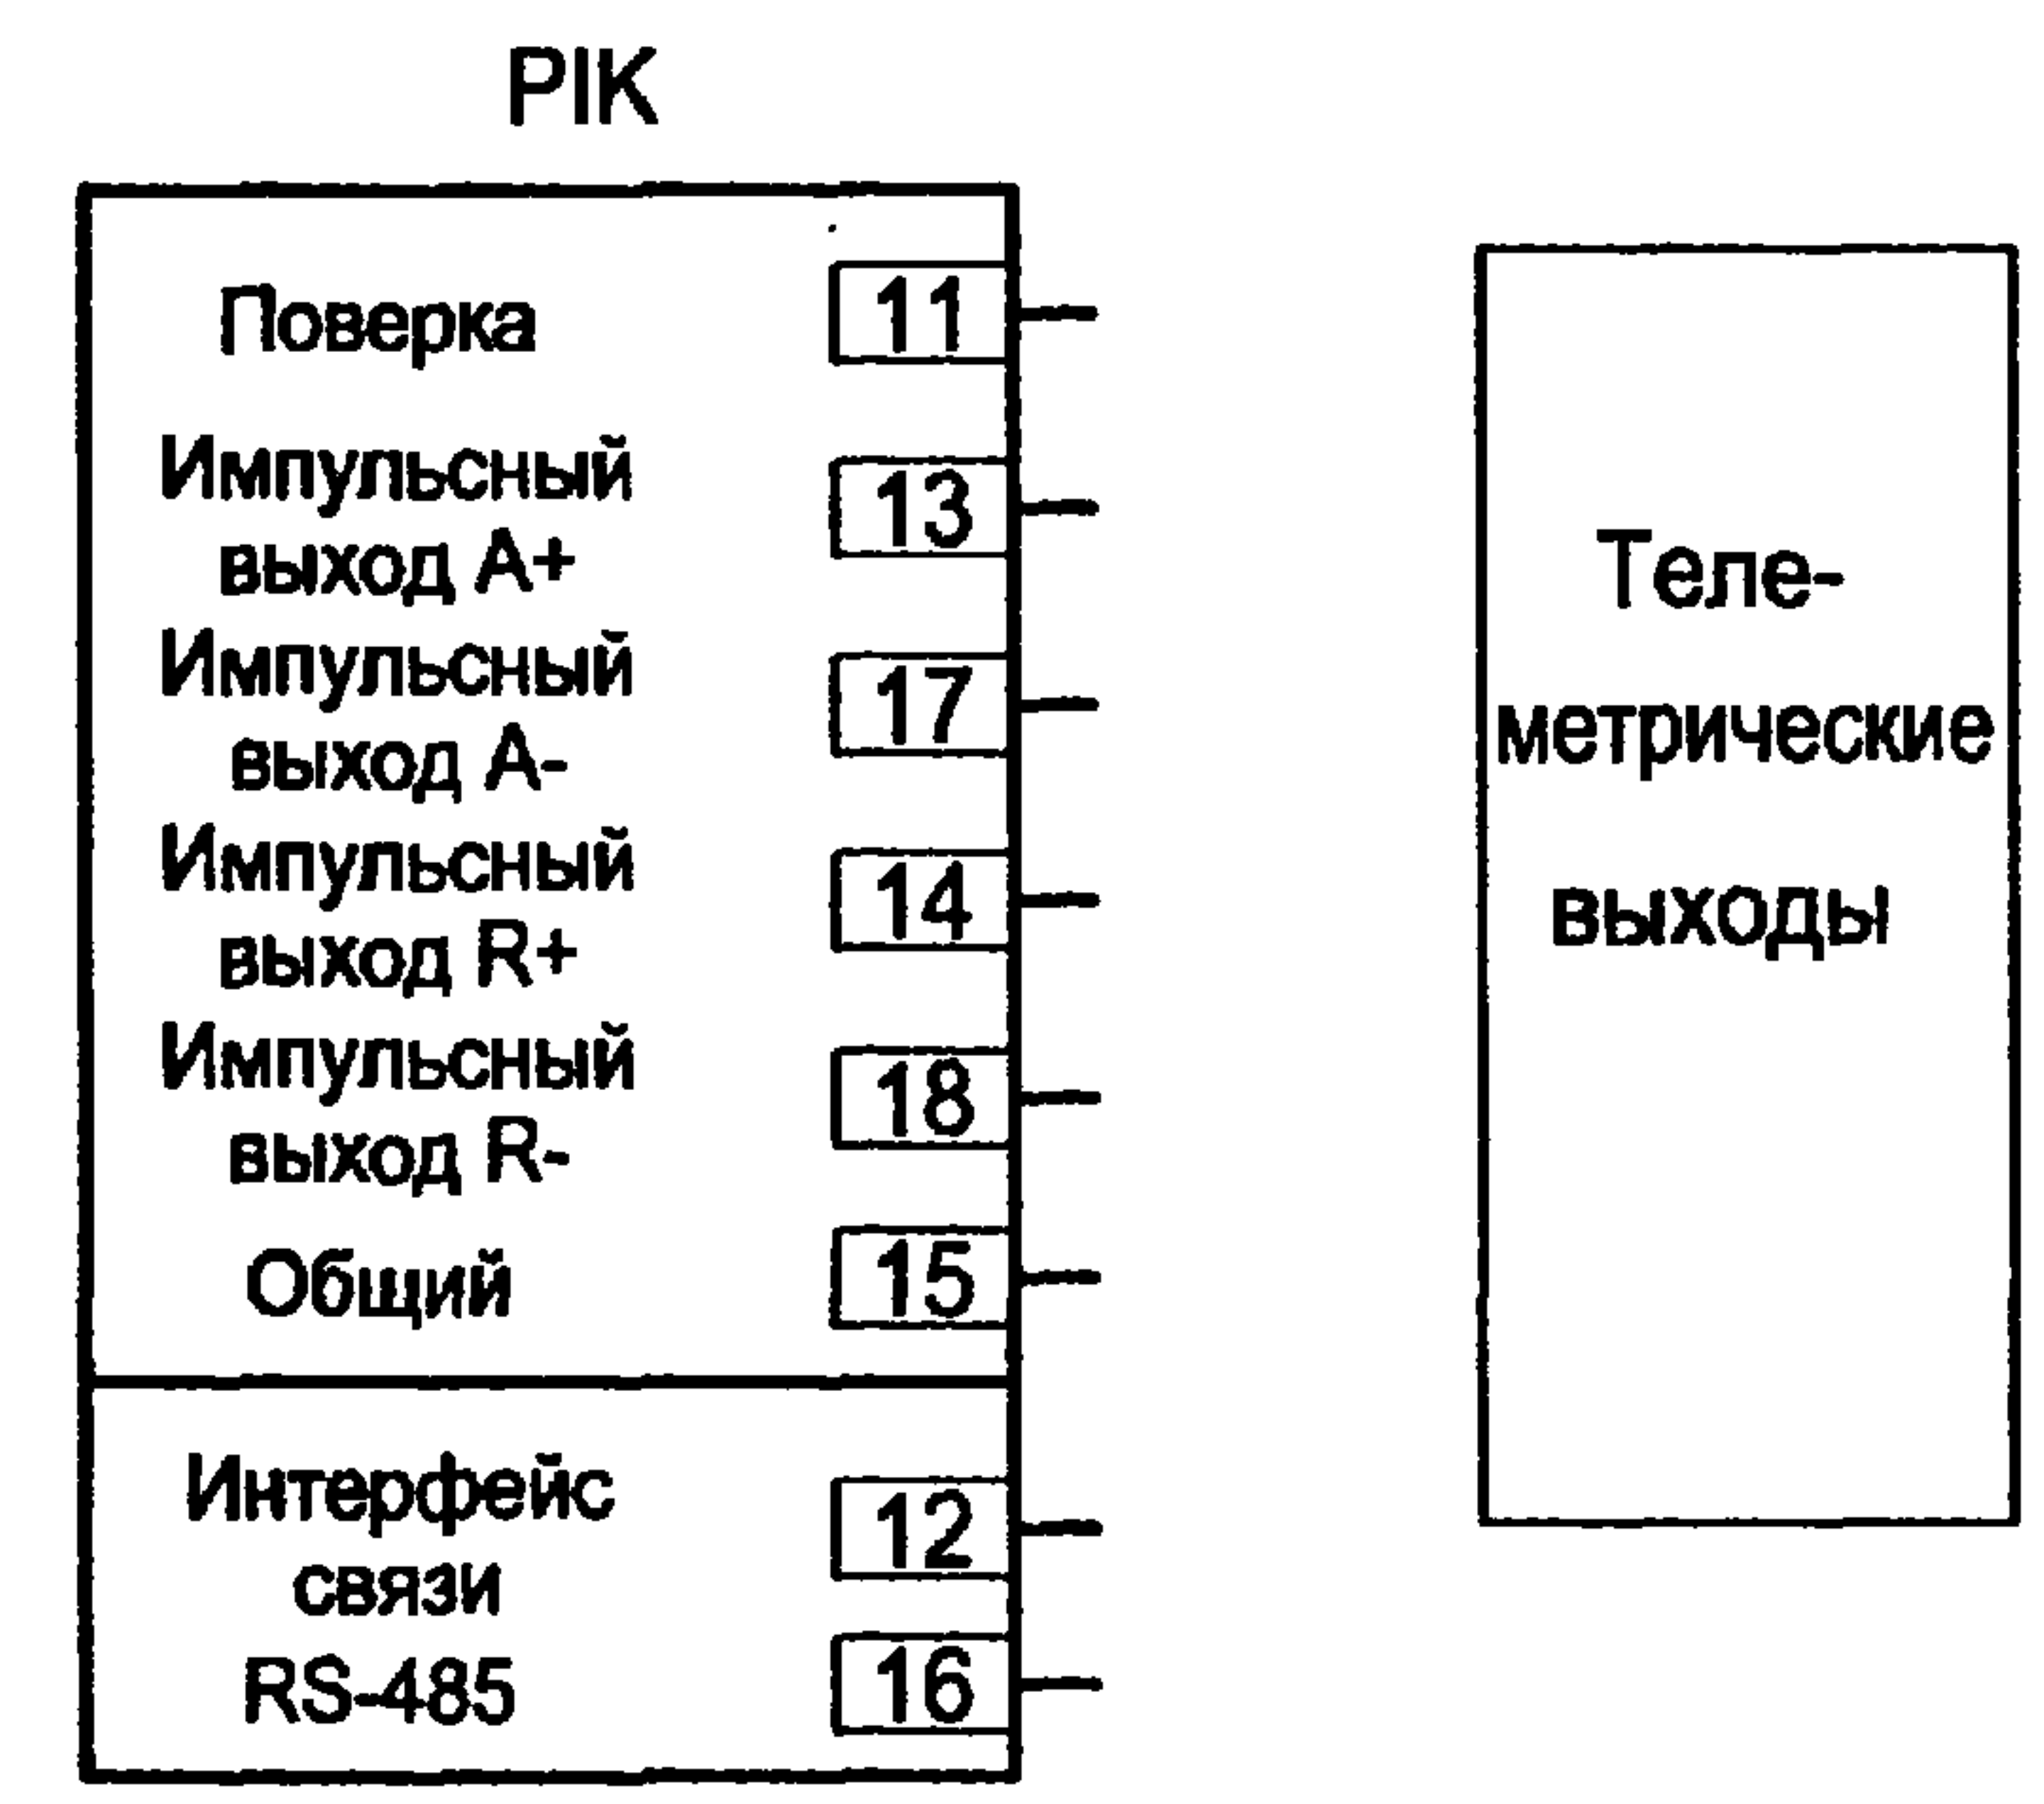 PIK
Поверка
11
Импульсный
выход A+
13
Импульсный
выход A-
17
Импульсный
выход R+
14
Импульсный
выход R-
18
Общий
15
Интерфейс
связи
RS-485
12
16
Теле-
метрические
выходы